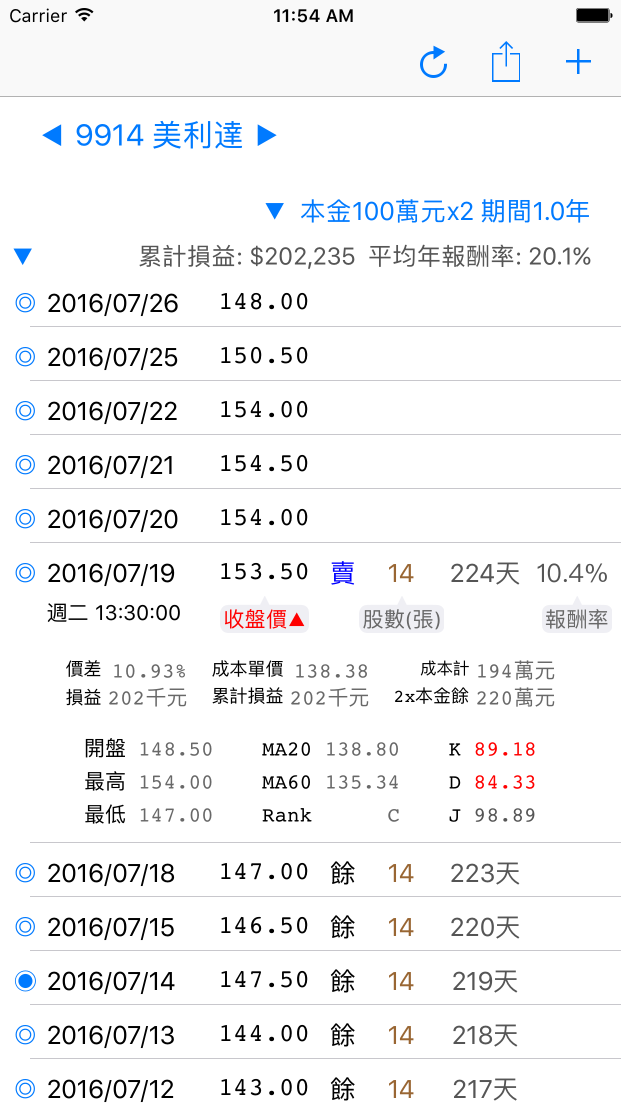 Carrier 11:54 AM
◀ 9914 美利達 ▶
▼ 本金100萬元x2 期間1.0年
▼ 累計損益: $202,235 平均年報酬率: 20.1%
◎ 2016/07/26 148.00
◎ 2016/07/25 150.50
◎ 2016/07/22 154.00
◎ 2016/07/21 154.50
◎ 2016/07/20 154.00
◎ 2016/07/19 153.50 賣 14 224天 10.4%
週二 13:30:00 收盤價▲ 股數(張) 報酬率
價差 10.93% 成本單價 138.38 成本計 194萬元
損益 202千元 累計損益 202千元 2x本金餘 220萬元
開盤 148.50 MA20 138.80 K 89.18
最高 154.00 MA60 135.34 D 84.33
最低 147.00 Rank C J 98.89
◎ 2016/07/18 147.00 餘 14 223天
◎ 2016/07/15 146.50 餘 14 220天
◉ 2016/07/14 147.50 餘 14 219天
◎ 2016/07/13 144.00 餘 14 218天
◎ 2016/07/12 143.00 餘 14 217天